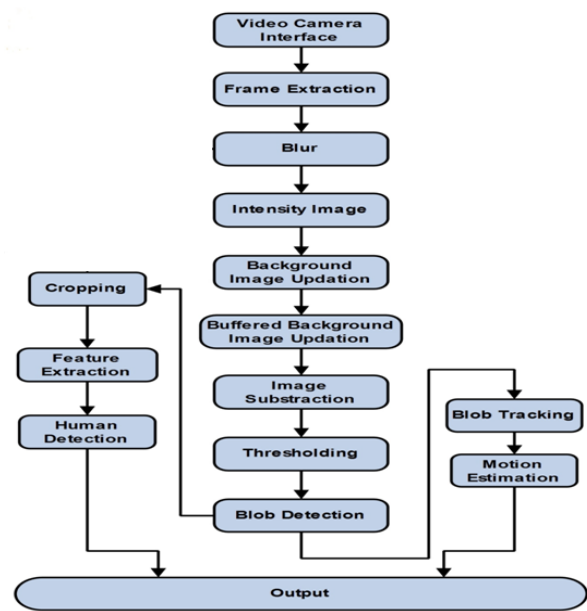 Video Camera
Interface
Frame Extraction
Blur
Intensity Image
Background
Image Updation
Buffered Background
Image Updation
Image
Substraction
Thresholding
Blob Detection
Cropping
Feature
Extraction
Human
Detection
Blob Tracking
Motion
Estimation
Output